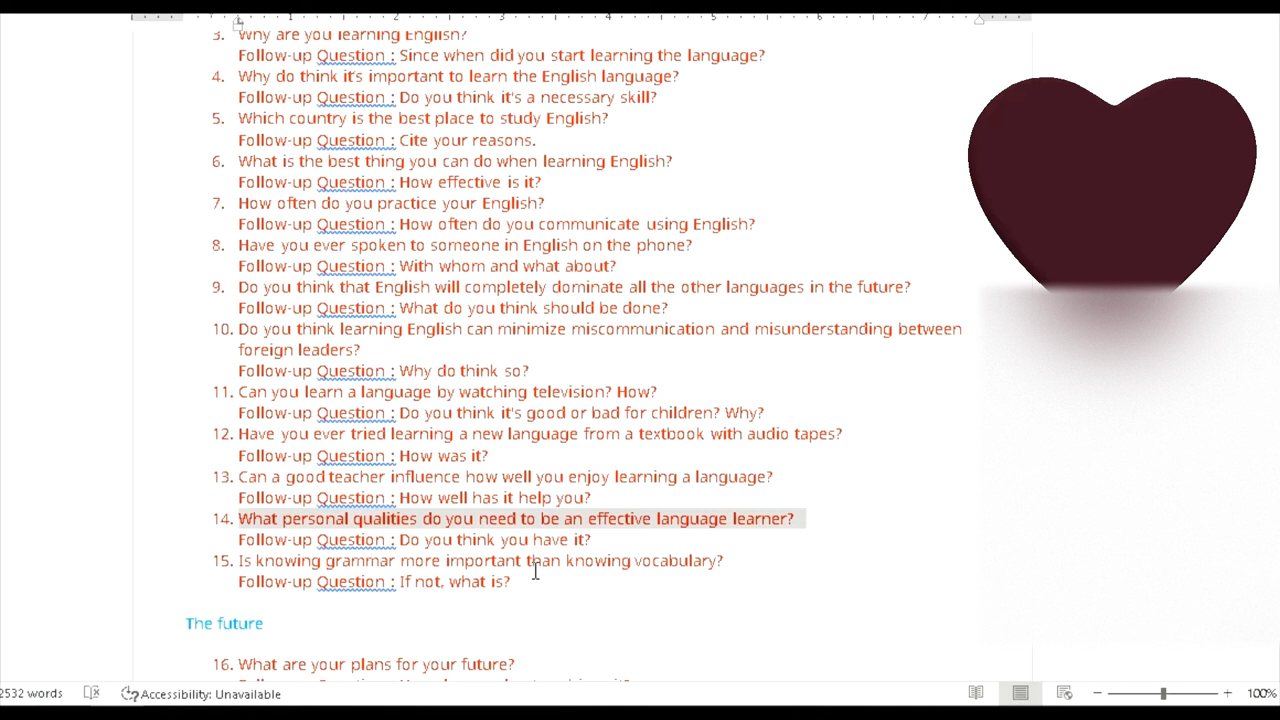 1 2 3 4 5 6 7
3. Why are you learning English?
Follow-up Question : Since when did you start learning the language?
4. Why do think it's important to learn the English language?
Follow-up Question : Do you think it's a necessary skill?
5. Which country is the best place to study English?
Follow-up Question : Cite your reasons.
6. What is the best thing you can do when learning English?
Follow-up Question : How effective is it?
7. How often do you practice your English?
Follow-up Question : How often do you communicate using English?
8. Have you ever spoken to someone in English on the phone?
Follow-up Question : With whom and what about?
9. Do you think that English will completely dominate all the other languages in the future?
Follow-up Question : What do you think should be done?
10. Do you think learning English can minimize miscommunication and misunderstanding between
foreign leaders?
Follow-up Question : Why do think so?
11. Can you learn a language by watching television? How?
Follow-up Question : Do you think it's good or bad for children? Why?
12. Have you ever tried learning a new language from a textbook with audio tapes?
Follow-up Question : How was it?
13. Can a good teacher influence how well you enjoy learning a language?
Follow-up Question : How well has it help you?
14. What personal qualities do you need to be an effective language learner?
Follow-up Question : Do you think you have it?
15. Is knowing grammar more important than knowing vocabulary?
Follow-up Question : If not, what is?
The future
16. What are your plans for your future?
2532 words Accessibility: Unavailable 100%